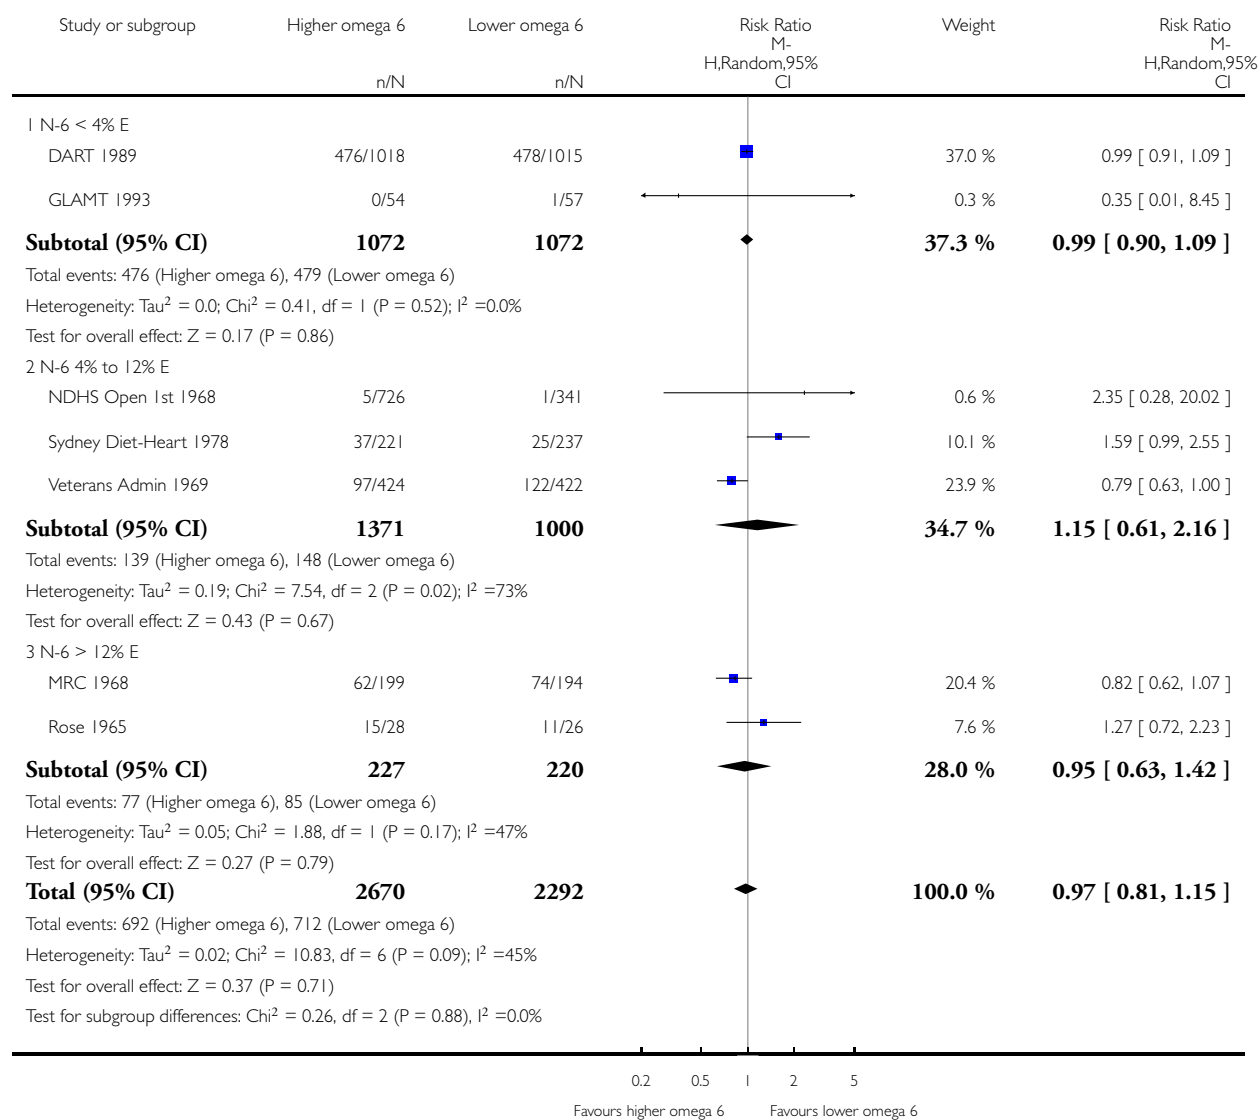 Study or subgroup Higher omega 6 Lower omega 6 Risk Ratio Weight Risk Ratio
M- M-
H,Random,95% H,Random,95%
n/N n/N CI CI
1 N-6 < 4% E
DART 1989 476/1018 478/1015 37.0 % 0.99 [ 0.91, 1.09 ]
GLAMT 1993 0/54 1/57 0.3 % 0.35 [ 0.01, 8.45 ]
Subtotal (95% CI) 1072 1072 37.3 % 0.99 [ 0.90, 1.09 ]
Total events: 476 (Higher omega 6), 479 (Lower omega 6)
Heterogeneity: Tau² = 0.0; Chi² = 0.41, df = 1 (P = 0.52); I² =0.0%
Test for overall effect: Z = 0.17 (P = 0.86)
2 N-6 4% to 12% E
NDHS Open 1st 1968 5/726 1/341 0.6 % 2.35 [ 0.28, 20.02 ]
Sydney Diet-Heart 1978 37/221 25/237 10.1 % 1.59 [ 0.99, 2.55 ]
Veterans Admin 1969 97/424 122/422 23.9 % 0.79 [ 0.63, 1.00 ]
Subtotal (95% CI) 1371 1000 34.7 % 1.15 [ 0.61, 2.16 ]
Total events: 139 (Higher omega 6), 148 (Lower omega 6)
Heterogeneity: Tau² = 0.19; Chi² = 7.54, df = 2 (P = 0.02); I² =73%
Test for overall effect: Z = 0.43 (P = 0.67)
3 N-6 > 12% E
MRC 1968 62/199 74/194 20.4 % 0.82 [ 0.62, 1.07 ]
Rose 1965 15/28 11/26 7.6 % 1.27 [ 0.72, 2.23 ]
Subtotal (95% CI) 227 220 28.0 % 0.95 [ 0.63, 1.42 ]
Total events: 77 (Higher omega 6), 85 (Lower omega 6)
Heterogeneity: Tau² = 0.05; Chi² = 1.88, df = 1 (P = 0.17); I² =47%
Test for overall effect: Z = 0.27 (P = 0.79)
Total (95% CI) 2670 2292 100.0 % 0.97 [ 0.81, 1.15 ]
Total events: 692 (Higher omega 6), 712 (Lower omega 6)
Heterogeneity: Tau² = 0.02; Chi² = 10.83, df = 6 (P = 0.09); I² =45%
Test for overall effect: Z = 0.37 (P = 0.71)
Test for subgroup differences: Chi² = 0.26, df = 2 (P = 0.88), I² =0.0%
0.2 0.5 1 2 5
Favours higher omega 6 Favours lower omega 6